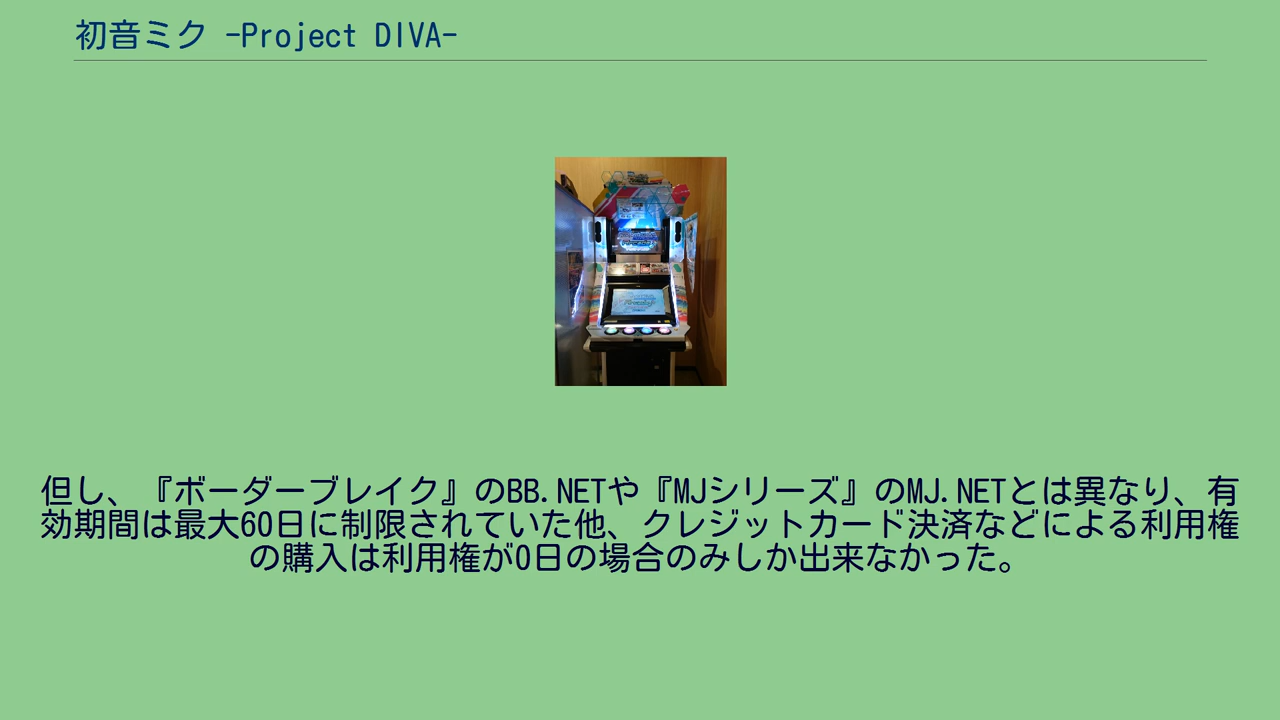 初音ミク -Project DIVA-
但し、『ボーダーブレイク』のBB.NETや『MJシリーズ』のMJ.NETとは異なり、有
効期間は最大60日に制限されていた他、クレジットカード決済などによる利用権
の購入は利用権が0日の場合のみしか出来なかった。